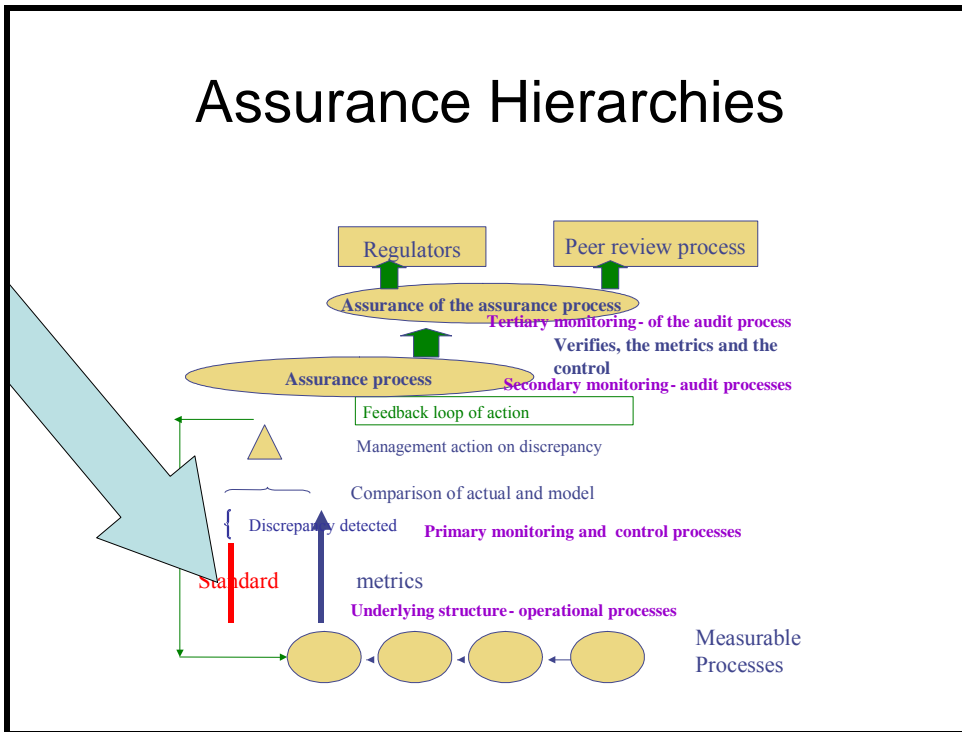 Assurance Hierarchies
Regulators
Peer review process
Assurance of the assurance process
Tertiary monitoring - of the audit process
Verifies, the metrics and the
control
Assurance process
Secondary monitoring - audit processes
Feedback loop of action
Management action on discrepancy
Comparison of actual and model
Discrepancy detected
Primary monitoring and control processes
Standard
metrics
Underlying structure - operational processes
Measurable
Processes